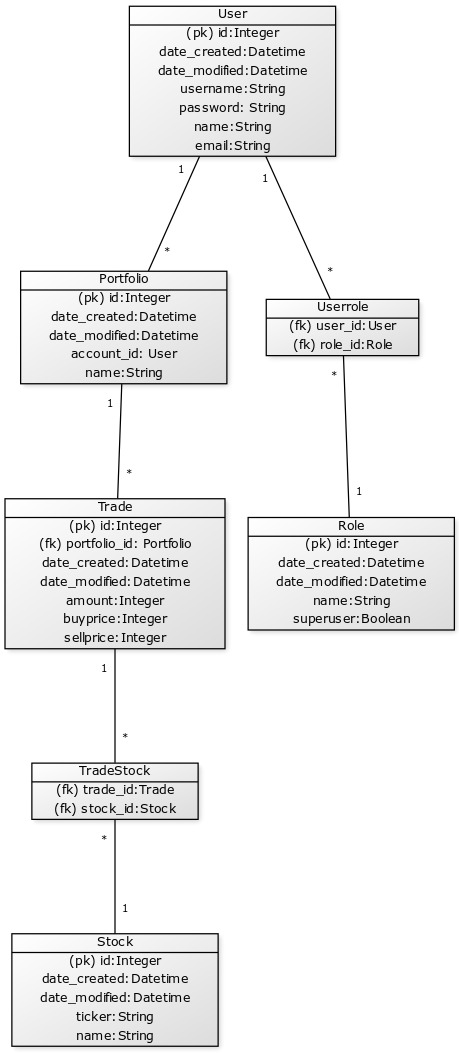 User
(pk) id:Integer
date_created:Datetime
date_modified:Datetime
username:String
password: String
name:String
email:String
1
1
*
*
Portfolio
(pk) id:Integer
date_created:Datetime
date_modified:Datetime
account_id: User
name:String
Userrole
(fk) user_id:User
(fk) role_id:Role
1
*
*
1
Trade
(pk) id:Integer
(fk) portfolio_id: Portfolio
date_created:Datetime
date_modified:Datetime
amount:Integer
buyprice:Integer
sellprice:Integer
Role
(pk) id:Integer
date_created:Datetime
date_modified:Datetime
name:String
superuser:Boolean
1
*
TradeStock
(fk) trade_id:Trade
(fk) stock_id:Stock
*
1
Stock
(pk) id:Integer
date_created:Datetime
date_modified:Datetime
ticker:String
name:String